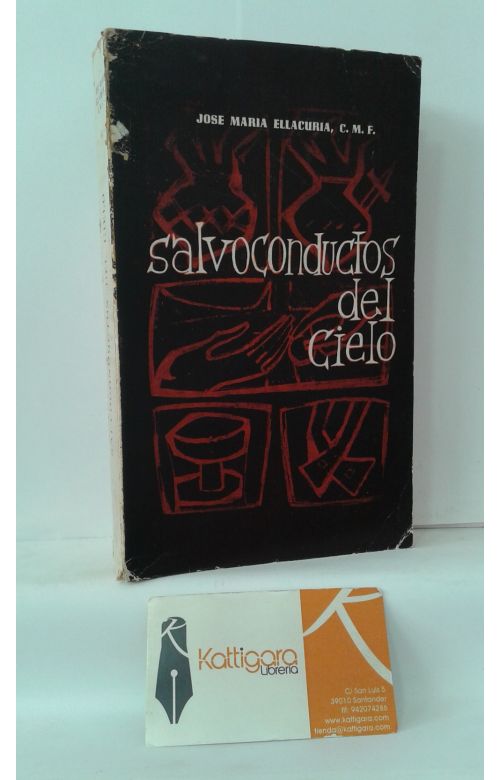 JOSE MARIA ELLACURIA, C. M. F.
salvoconductos
del
cielo
Kattigara
Librería
C/ San Luis 5
39010 Santander
tlf: 942074285
www.kattigara.com
tienda@kattigara.com